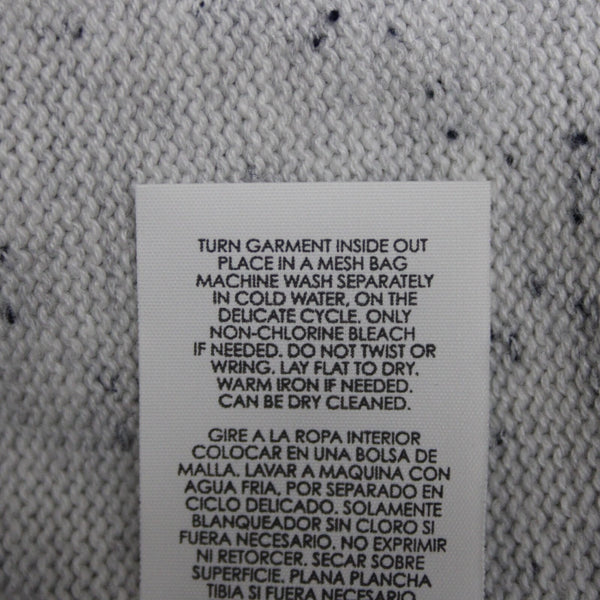 TURN GARMENT INSIDE OUT
PLACE IN A MESH BAG
MACHINE WASH SEPARATELY
IN COLD WATER, ON THE
DELICATE CYCLE. ONLY
NON-CHLORINE BLEACH
IF NEEDED. DO NOT TWIST OR
WRING. LAY FLAT TO DRY.
WARM IRON IF NEEDED.
CAN BE DRY CLEANED.
GIRE A LA ROPA INTERIOR
COLOCAR EN UNA BOLSA DE
MALLA. LAVAR A MAQUINA CON
AGUA FRIA, POR SEPARADO EN
CICLO DELICADO. SOLAMENTE
BLANQUEADOR SIN CLORO SI
FUERA NECESARIO. NO EXPRIMIR
NI RETORCER. SECAR SOBRE
SUPERFICIE. PLANA PLANCHA
TIBIA SI FUERA NECESARIO